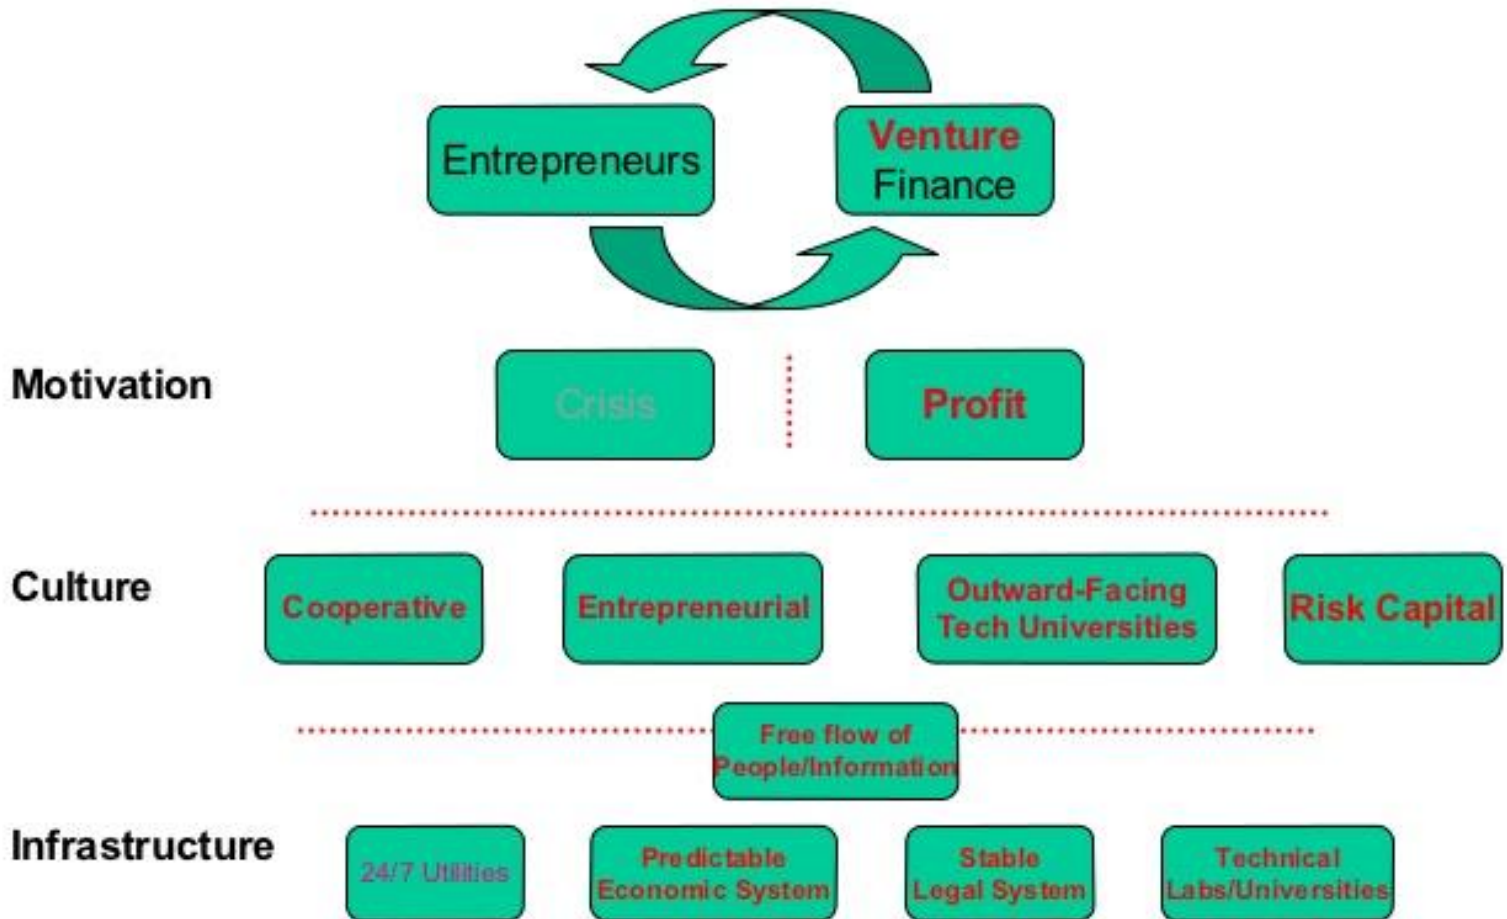 Entrepreneurs
Venture
Finance
Motivation
Crisis
Profit
Culture
Cooperative
Entrepreneurial
Outward-Facing
Tech Universities
Risk Capital
Free flow of
People/Information
Infrastructure
24/7 Utilities
Predictable
Economic System
Stable
Legal System
Technical
Labs/Universities